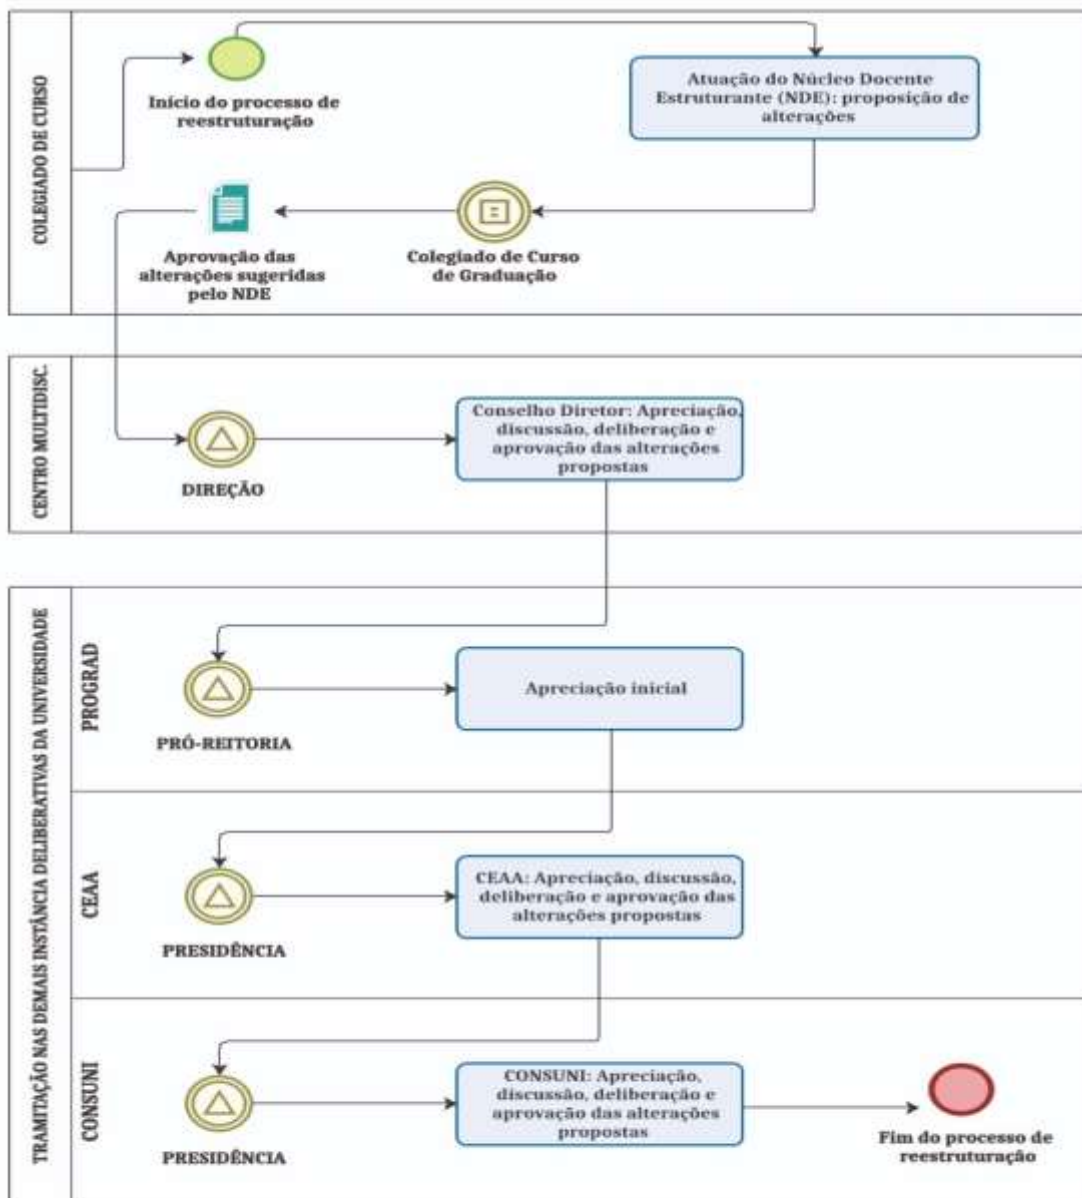 COLEGIADO DE CURSO
Início do processo de
reestruturação
Atuação do Núcleo Docente
Estruturante (NDE): proposição de
alterações
Aprovação das
alterações sugeridas
pelo NDE
Colegiado de Curso
de Graduação
CENTRO MULTIDISC.
DIREÇÃO
Conselho Diretor: Apreciação,
discussão, deliberação e
aprovação das alterações
propostas
TRAMITAÇÃO NAS DEMAIS INSTÂNCIA DELIBERATIVAS DA UNIVERSIDADE
PROGRAD
PRÓ-REITORIA
Apreciação inicial
CEAA
PRESIDÊNCIA
CEAA: Apreciação, discussão,
deliberação e aprovação das
alterações propostas
CONSUNI
PRESIDÊNCIA
CONSUNI: Apreciação,
discussão, deliberação e
aprovação das alterações
propostas
Fim do processo de
reestruturação